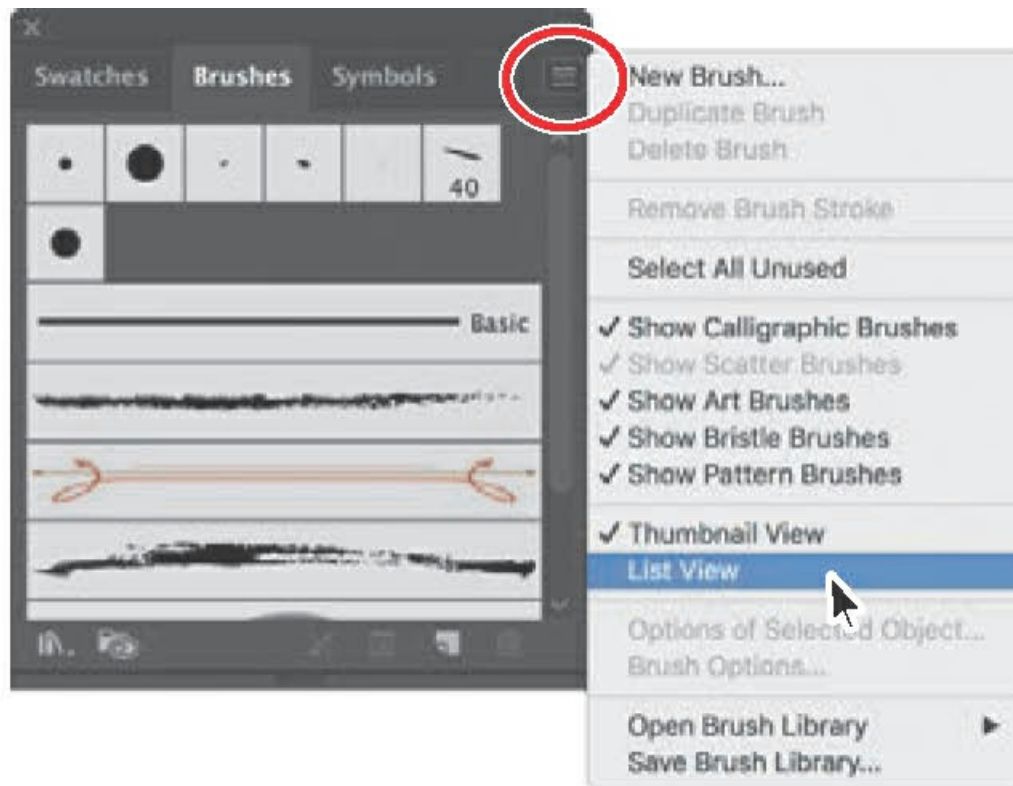 Swatches Brushes Symbols
40
Basic
New Brush...
Duplicate Brush
Delete Brush
Remove Brush Stroke
Select All Unused
✓ Show Calligraphic Brushes
✓ Show Scatter Brushes
✓ Show Art Brushes
✓ Show Bristle Brushes
✓ Show Pattern Brushes
✓ Thumbnail View
List View
Options of Selected Object...
Brush Options...
Open Brush Library
Save Brush Library...